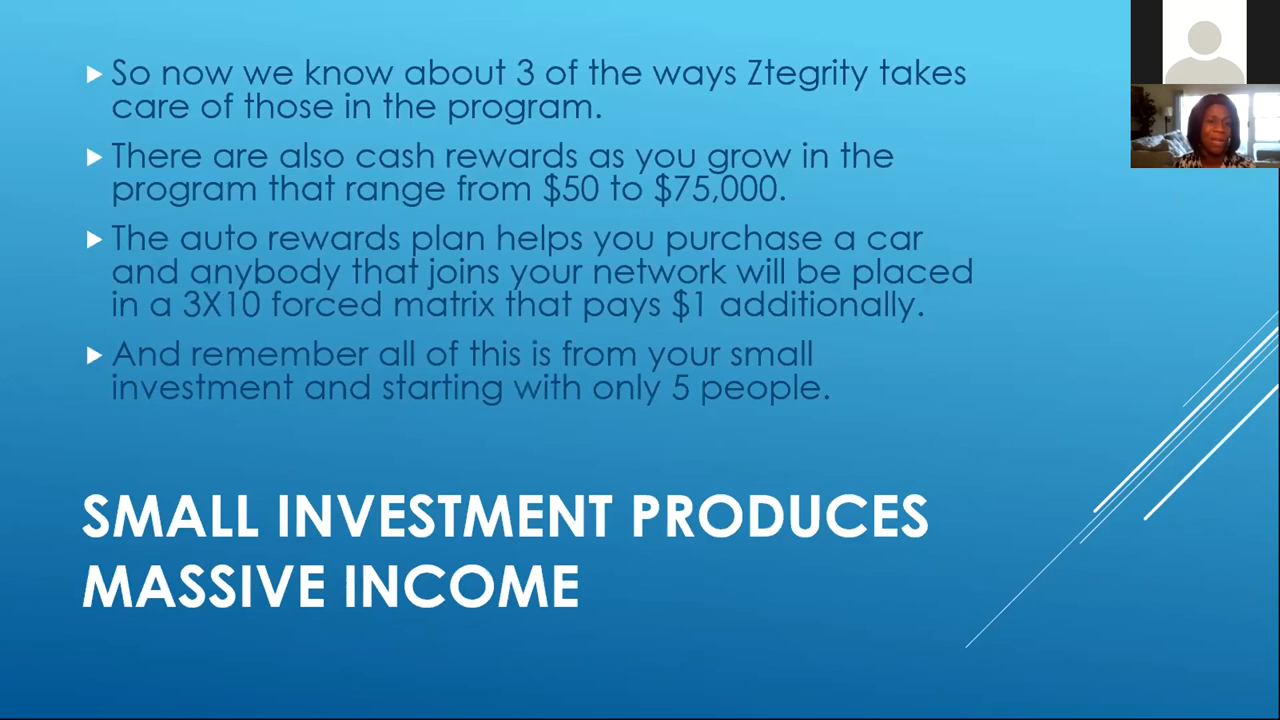 So now we know about 3 of the ways Ztegrity takes
care of those in the program.
There are also cash rewards as you grow in the
program that range from $50 to $75,000.
The auto rewards plan helps you purchase a car
and anybody that joins your network will be placed
in a 3X10 forced matrix that pays $1 additionally.
And remember all of this is from your small
investment and starting with only 5 people.
SMALL INVESTMENT PRODUCES
MASSIVE INCOME